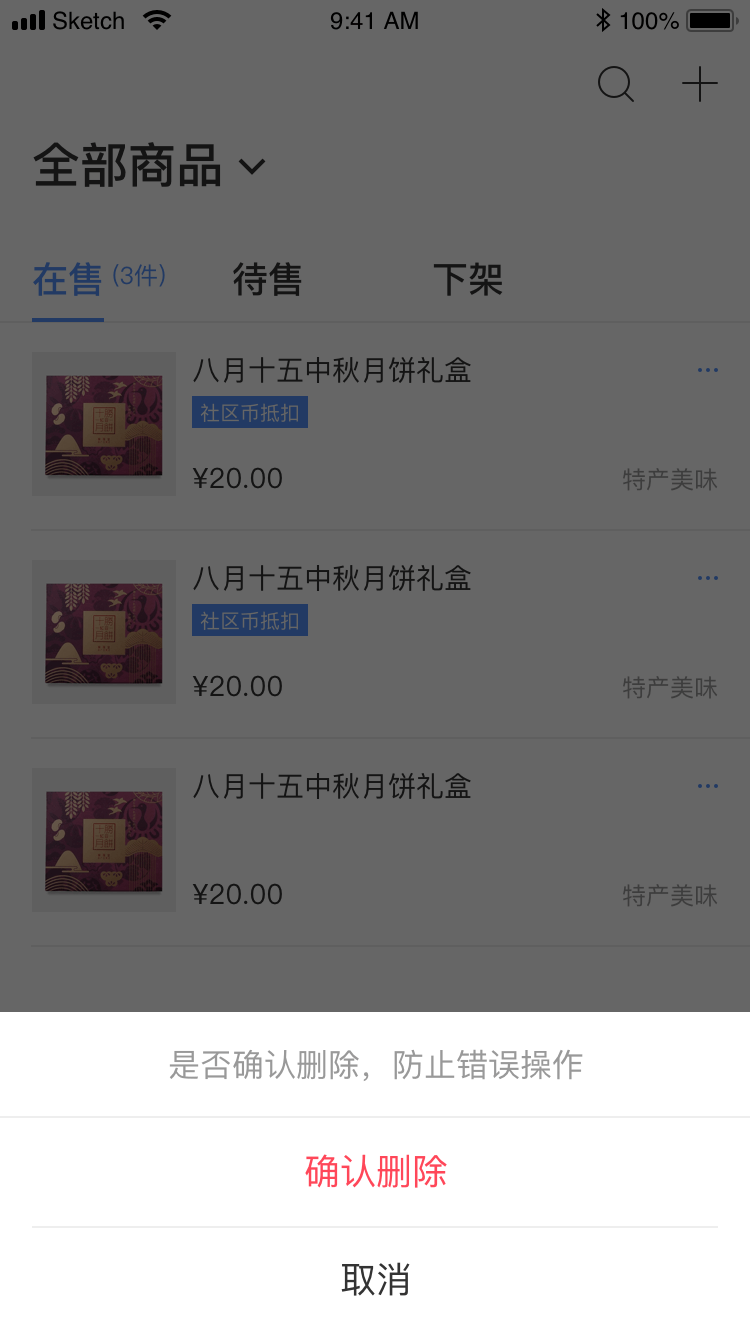 Sketch 9:41 AM 100%
全部商品
在售 (3件) 待售 下架
八月十五中秋月饼礼盒
社区币抵扣
¥20.00 特产美味
八月十五中秋月饼礼盒
社区币抵扣
¥20.00 特产美味
八月十五中秋月饼礼盒
¥20.00 特产美味
是否确认删除，防止错误操作
确认删除
取消